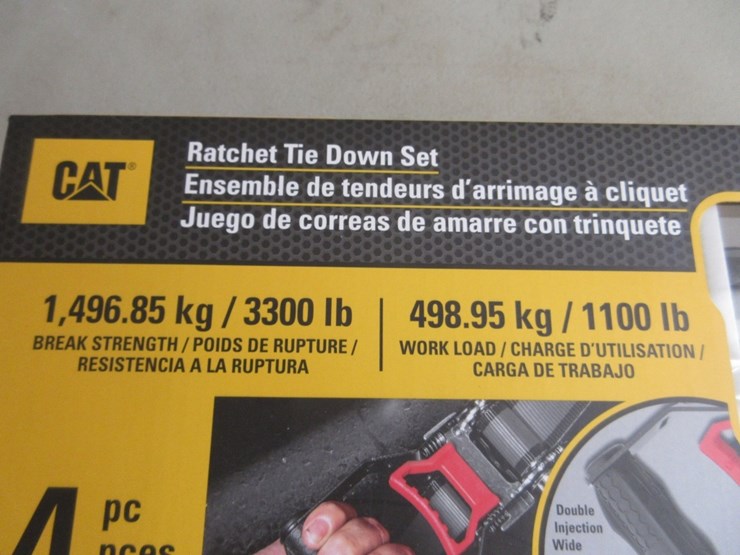 CAT®
Ratchet Tie Down Set
Ensemble de tendeurs d'arrimage à cliquet
Juego de correas de amarre con trinquete
1,496.85 kg / 3300 lb
BREAK STRENGTH / POIDS DE RUPTURE /
RESISTENCIA A LA RUPTURA
498.95 kg / 1100 lb
WORK LOAD / CHARGE D'UTILISATION /
CARGA DE TRABAJO
4 pc
pces
Double
Injection
Wide